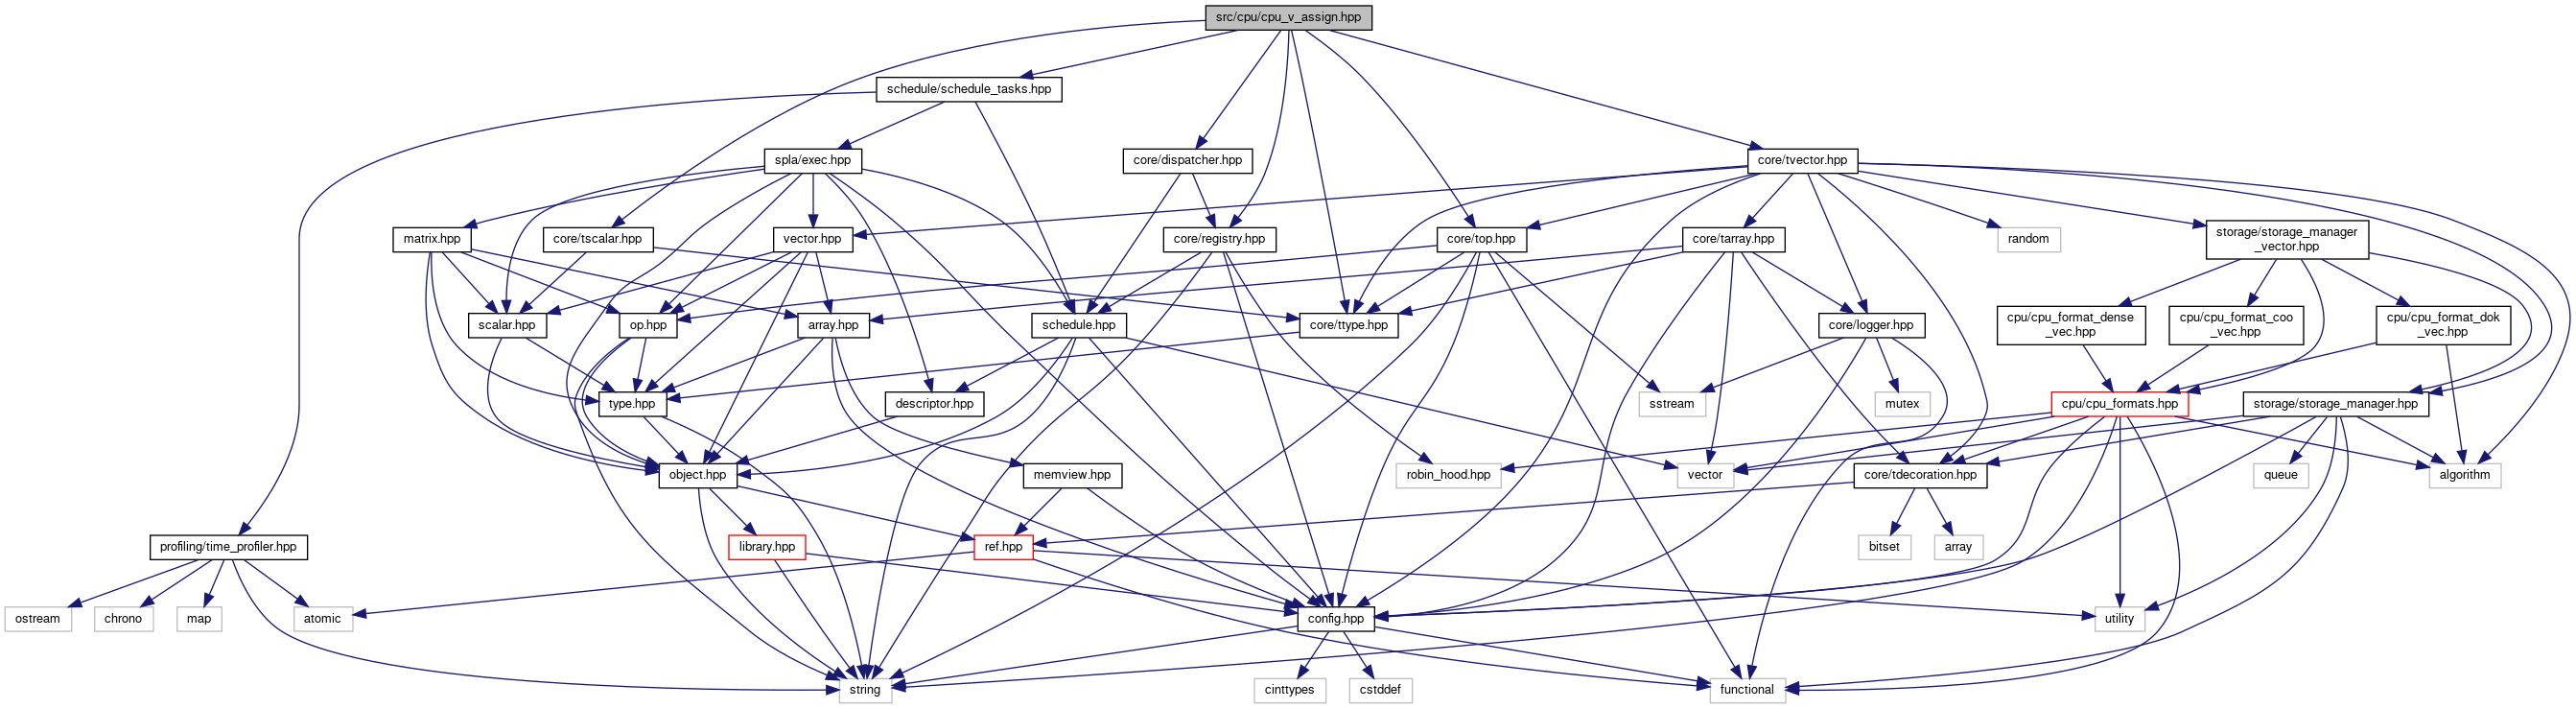 src/cpu/cpu_v_assign.hpp
schedule/schedule_tasks.hpp
spla/exec.hpp
core/dispatcher.hpp
core/tvector.hpp
matrix.hpp
core/tscalar.hpp
vector.hpp
core/registry.hpp
core/top.hpp
core/tarray.hpp
random
storage/storage_manager
_vector.hpp
scalar.hpp
op.hpp
array.hpp
schedule.hpp
core/ttype.hpp
core/logger.hpp
cpu/cpu_format_dense
_vec.hpp
cpu/cpu_format_coo
_vec.hpp
cpu/cpu_format_dok
_vec.hpp
type.hpp
descriptor.hpp
sstream
mutex
cpu/cpu_formats.hpp
storage/storage_manager.hpp
object.hpp
memview.hpp
robin_hood.hpp
vector
core/tdecoration.hpp
queue
algorithm
profiling/time_profiler.hpp
library.hpp
ref.hpp
bitset
array
ostream
chrono
map
atomic
config.hpp
utility
string
cinttypes
cstddef
functional